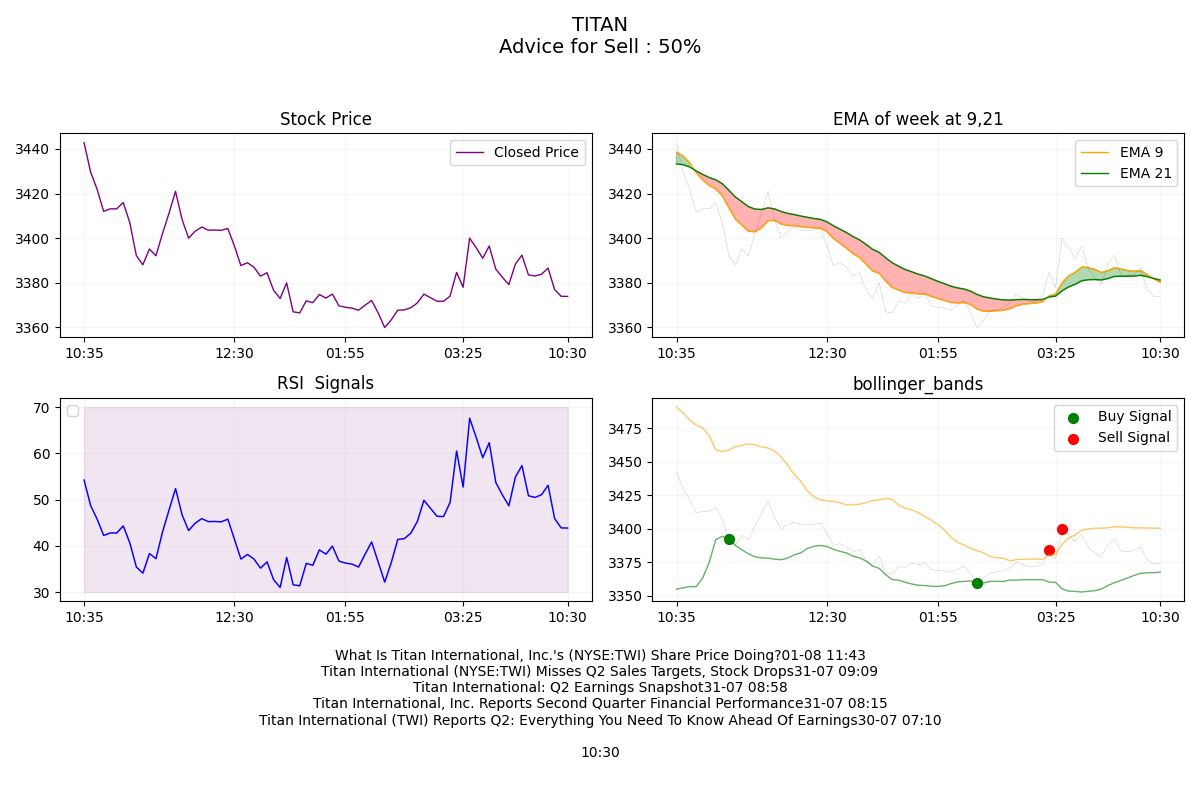 TITAN
Advice for Sell : 50%
Stock Price
3440
3420
3400
3380
3360
Closed Price
10:35
12:30
01:55
03:25
10:30
EMA of week at 9,21
3440
3420
3400
3380
3360
EMA 9
EMA 21
10:35
12:30
01:55
03:25
10:30
RSI  Signals
70
60
50
40
30
10:35
12:30
01:55
03:25
10:30
bollinger_bands
3475
3450
3425
3400
3375
3350
Buy Signal
Sell Signal
10:35
12:30
01:55
03:25
10:30
What Is Titan International, Inc.'s (NYSE:TWI) Share Price Doing?01-08 11:43
Titan International (NYSE:TWI) Misses Q2 Sales Targets, Stock Drops31-07 09:09
Titan International: Q2 Earnings Snapshot31-07 08:58
Titan International, Inc. Reports Second Quarter Financial Performance31-07 08:15
Titan International (TWI) Reports Q2: Everything You Need To Know Ahead Of Earnings30-07 07:10
10:30